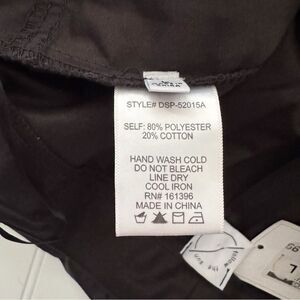 STYLE# DSP-52015A
SELF: 80% POLYESTER
20% COTTON
HAND WASH COLD
DO NOT BLEACH
LINE DRY
COOL IRON
RN# 161396
MADE IN CHINA
7